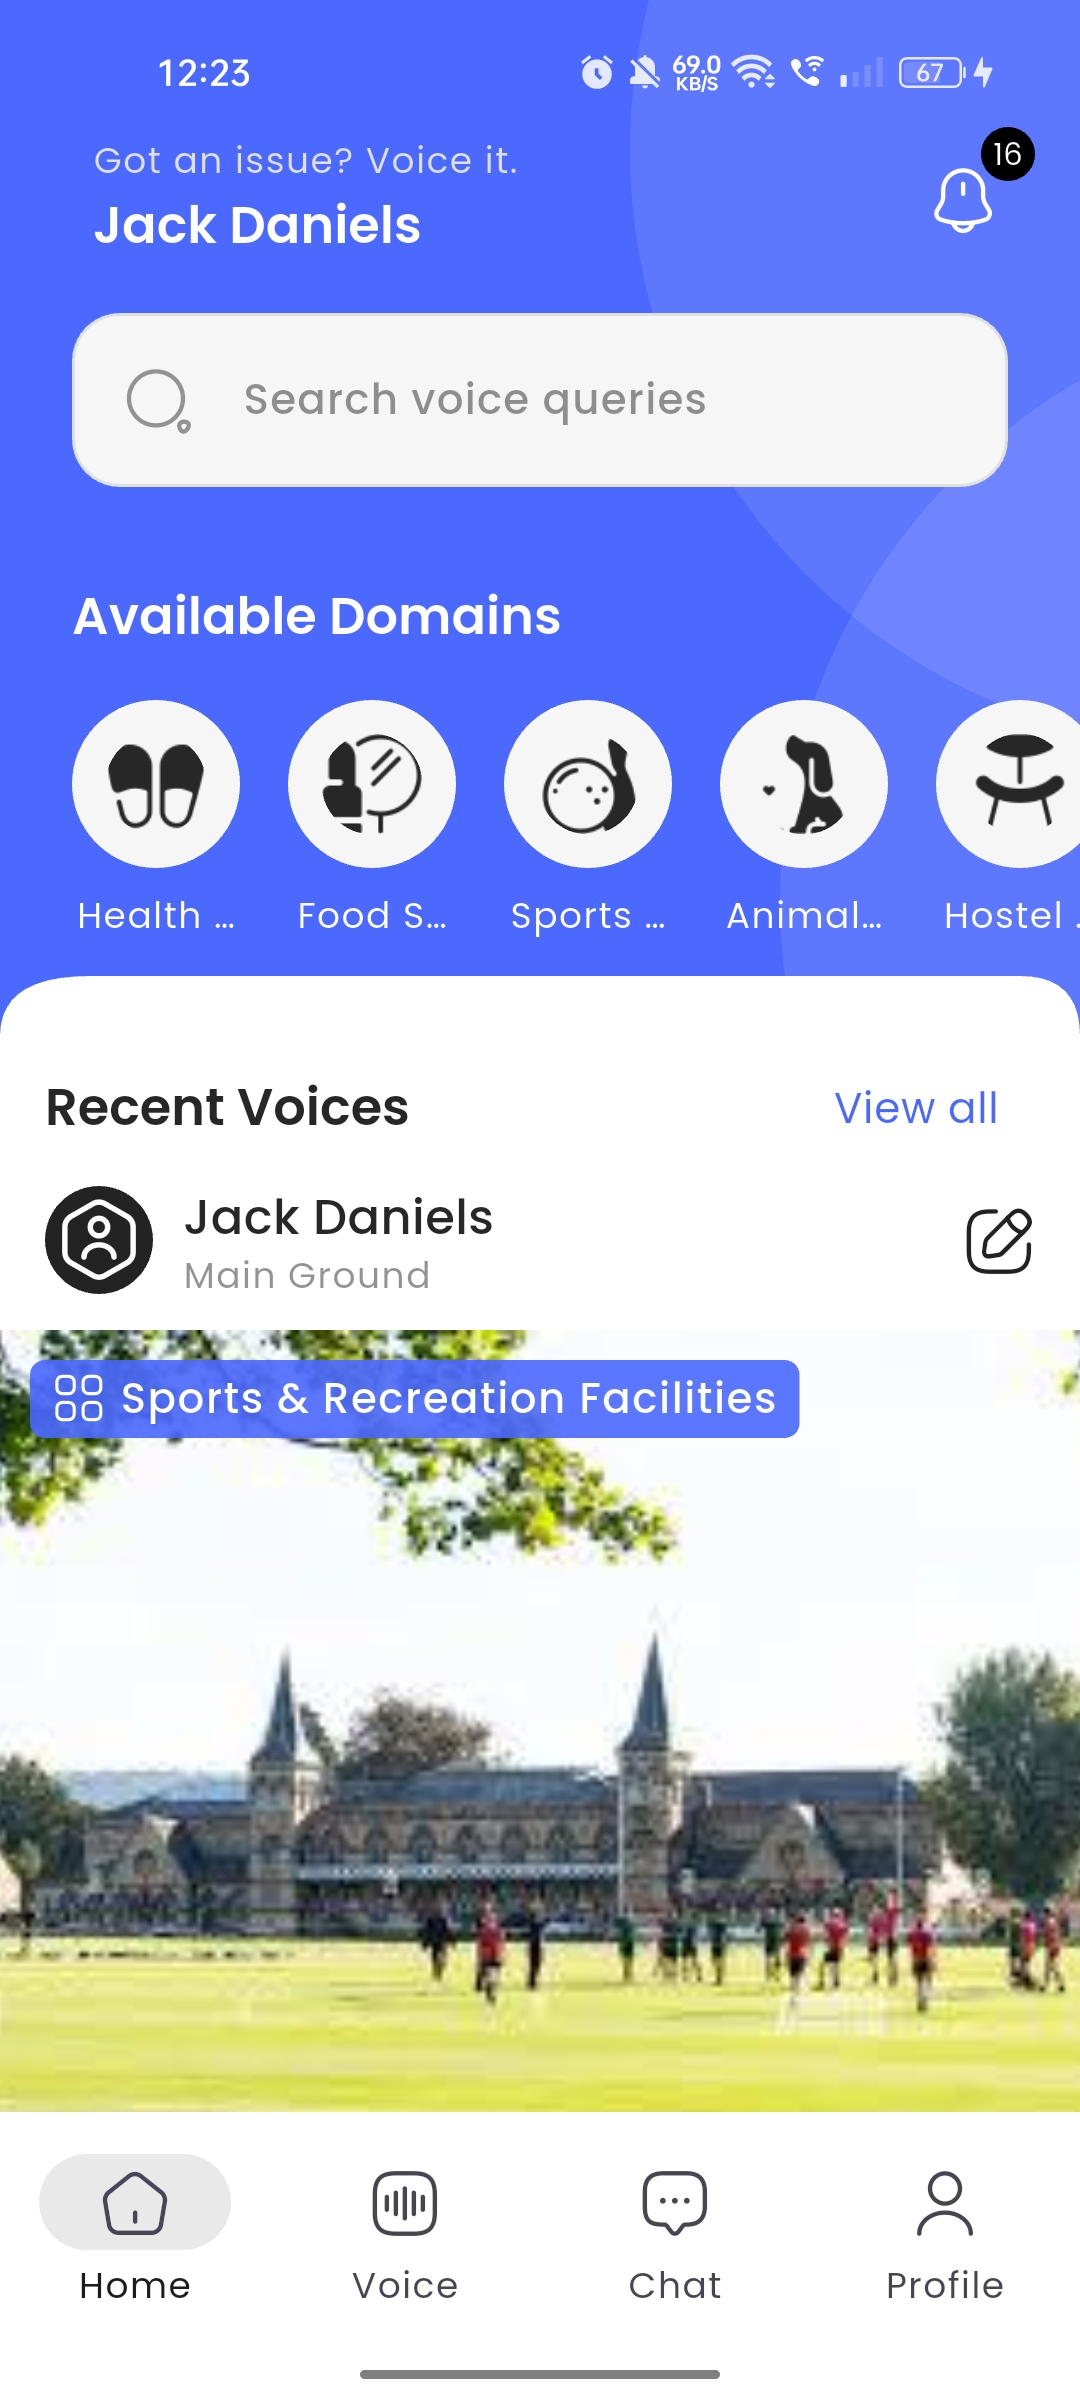 12:23
69.0
KB/S
67
Got an issue? Voice it.
16
Jack Daniels
Search voice queries
Available Domains
Health ...
Food S...
Sports ...
Animal...
Hostel .
Recent Voices
View all
Jack Daniels
Main Ground
Sports & Recreation Facilities
Home
Voice
Chat
Profile